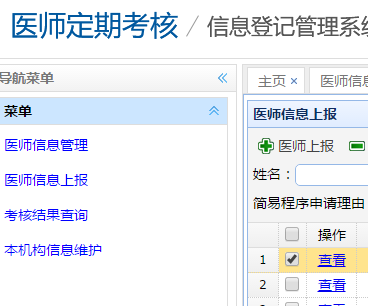 医师定期考核 / 信息登记管理系统
导航菜单
菜单
医师信息管理
医师信息上报
考核结果查询
本机构信息维护
主页 ×
医师信息
医师信息上报
医师上报
姓名：
简易程序申请理由
操作
1 查看
2 查看